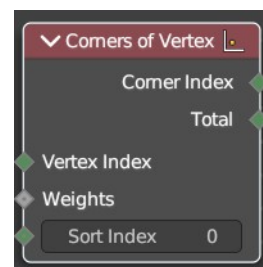 Corners of Vertex
Corner Index
Total
Vertex Index
Weights
Sort Index 0